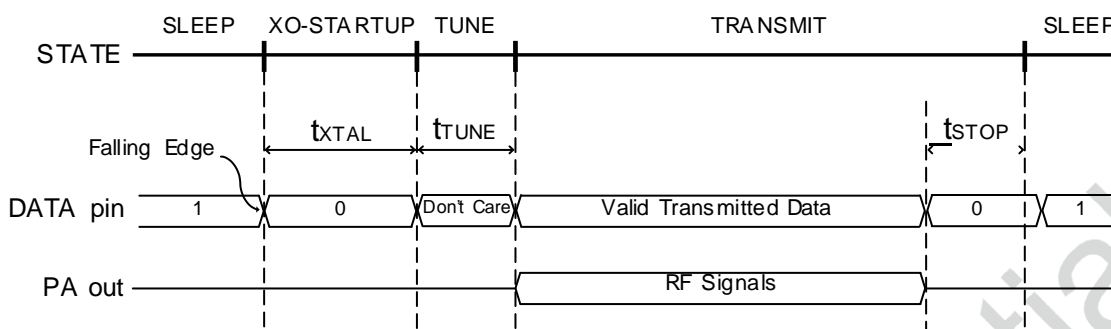 SLEEP XO-STARTUP TUNE TRANSMIT SLEEP
STATE
tXTAL tTUNE tSTOP
Falling Edge
DATA pin 1 0 Don't Care Valid Transmitted Data 0 1
PA out RF Signals